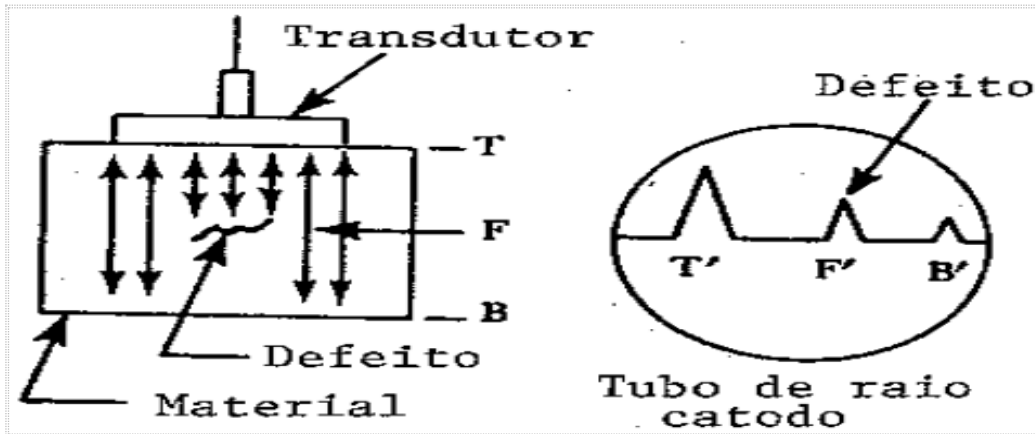 Transdutor
T
F
B
Defeito
Material
Defeito
T' F' B'
Tubo de raio
catodo